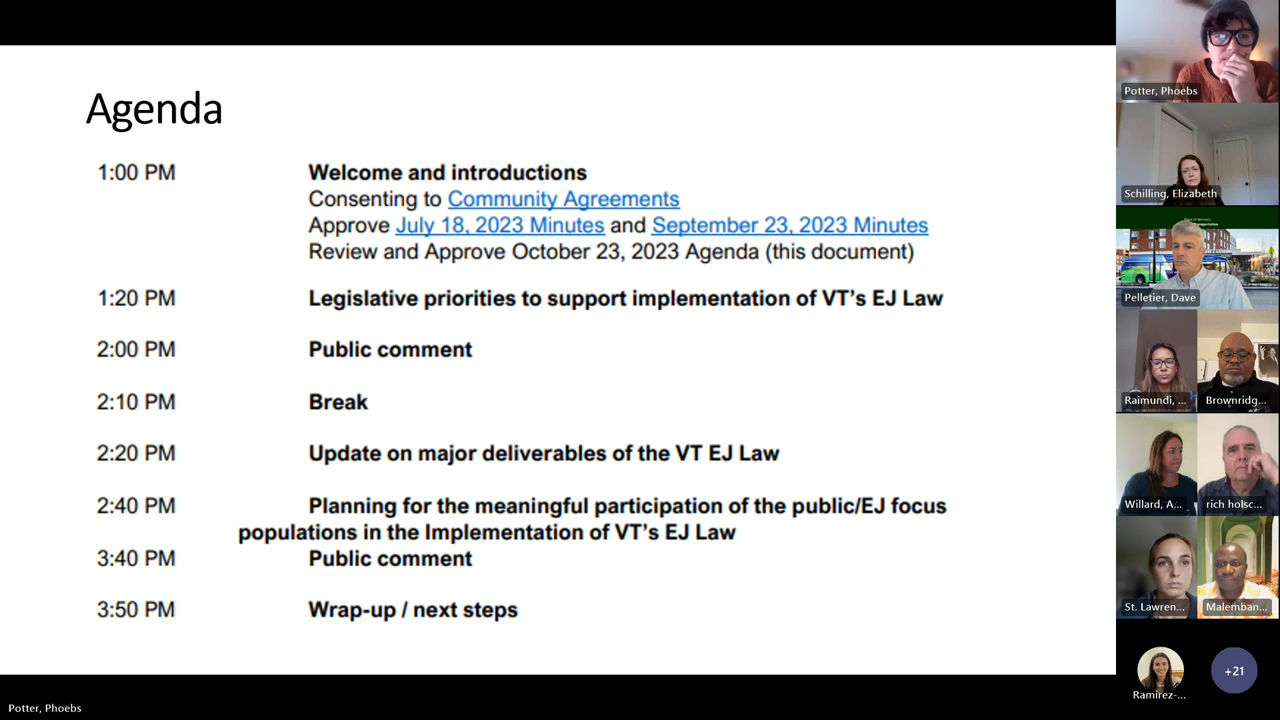 Agenda
1:00 PM Welcome and introductions
Consenting to Community Agreements
Approve July 18, 2023 Minutes and September 23, 2023 Minutes
Review and Approve October 23, 2023 Agenda (this document)
1:20 PM Legislative priorities to support implementation of VT's EJ Law
2:00 PM Public comment
2:10 PM Break
2:20 PM Update on major deliverables of the VT EJ Law
2:40 PM Planning for the meaningful participation of the public/EJ focus
populations in the Implementation of VT's EJ Law
3:40 PM Public comment
3:50 PM Wrap-up / next steps
Potter, Phoebs
Schilling, Elizabeth
Pelletier, Dave
Raimundi, ...
Brownridg...
Willard, A...
rich holsc...
St. Lawren...
Malemban...
Ramirez-...
+21
Potter, Phoebs